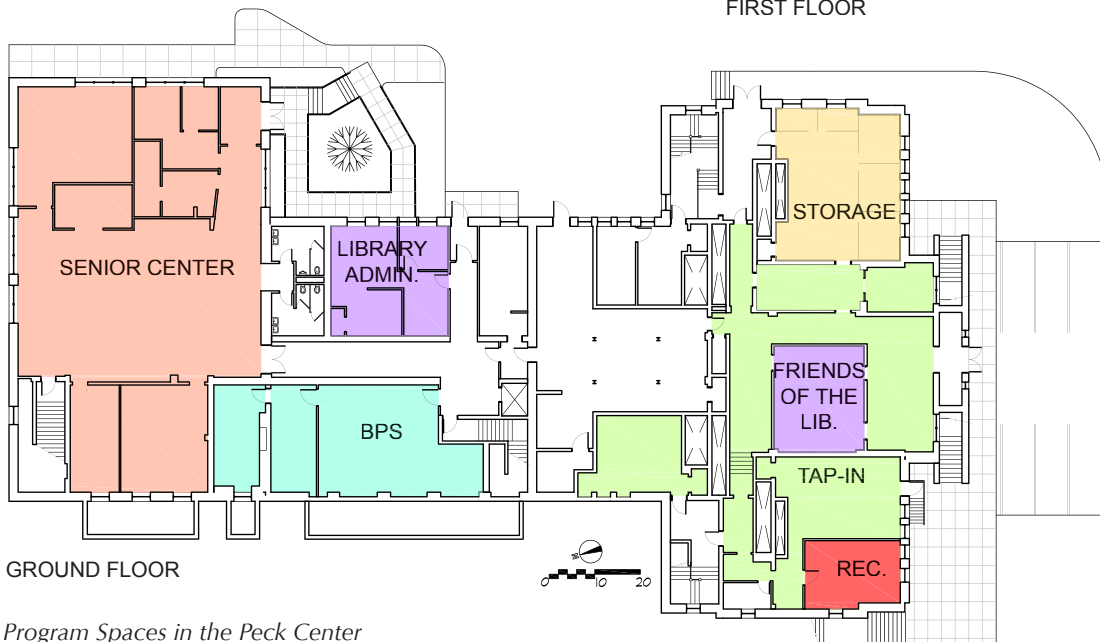 FIRST FLOOR
STORAGE
LIBRARY
ADMIN.
SENIOR CENTER
FRIENDS
OF THE
LIB.
BPS
TAP-IN
REC.
GROUND FLOOR
N
0 10 20
Program Spaces in the Peck Center